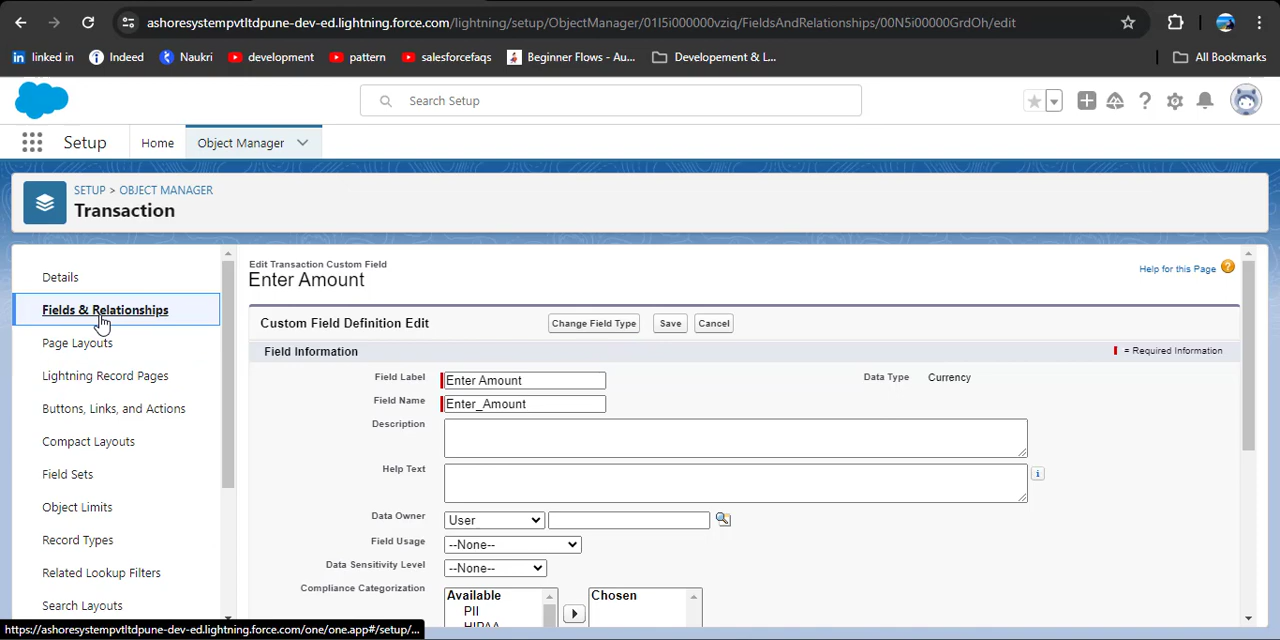 ashoresystempvtltdpune-dev-ed.lightning.force.com/lightning/setup/ObjectManager/01I5i000000vziq/FieldsAndRelationships/00N5i00000GrdOh/edit
linked in Indeed Naukri development pattern salesforcefaqs Beginner Flows - Au... Developement & L... All Bookmarks
Search Setup
Setup Home Object Manager
SETUP > OBJECT MANAGER
Transaction
Details
Fields & Relationships
Page Layouts
Lightning Record Pages
Buttons, Links, and Actions
Compact Layouts
Field Sets
Object Limits
Record Types
Related Lookup Filters
Search Layouts
Edit Transaction Custom Field
Enter Amount
Help for this Page ?
Custom Field Definition Edit Change Field Type Save Cancel
Field Information = Required Information
Field Label Enter Amount Data Type Currency
Field Name Enter_Amount
Description
Help Text i
Data Owner User
Field Usage --None--
Data Sensitivity Level --None--
Compliance Categorization Available Chosen
PII
HIPAA
https://ashoresystempvtltdpune-dev-ed.lightning.force.com/one/one.app#/setup/...